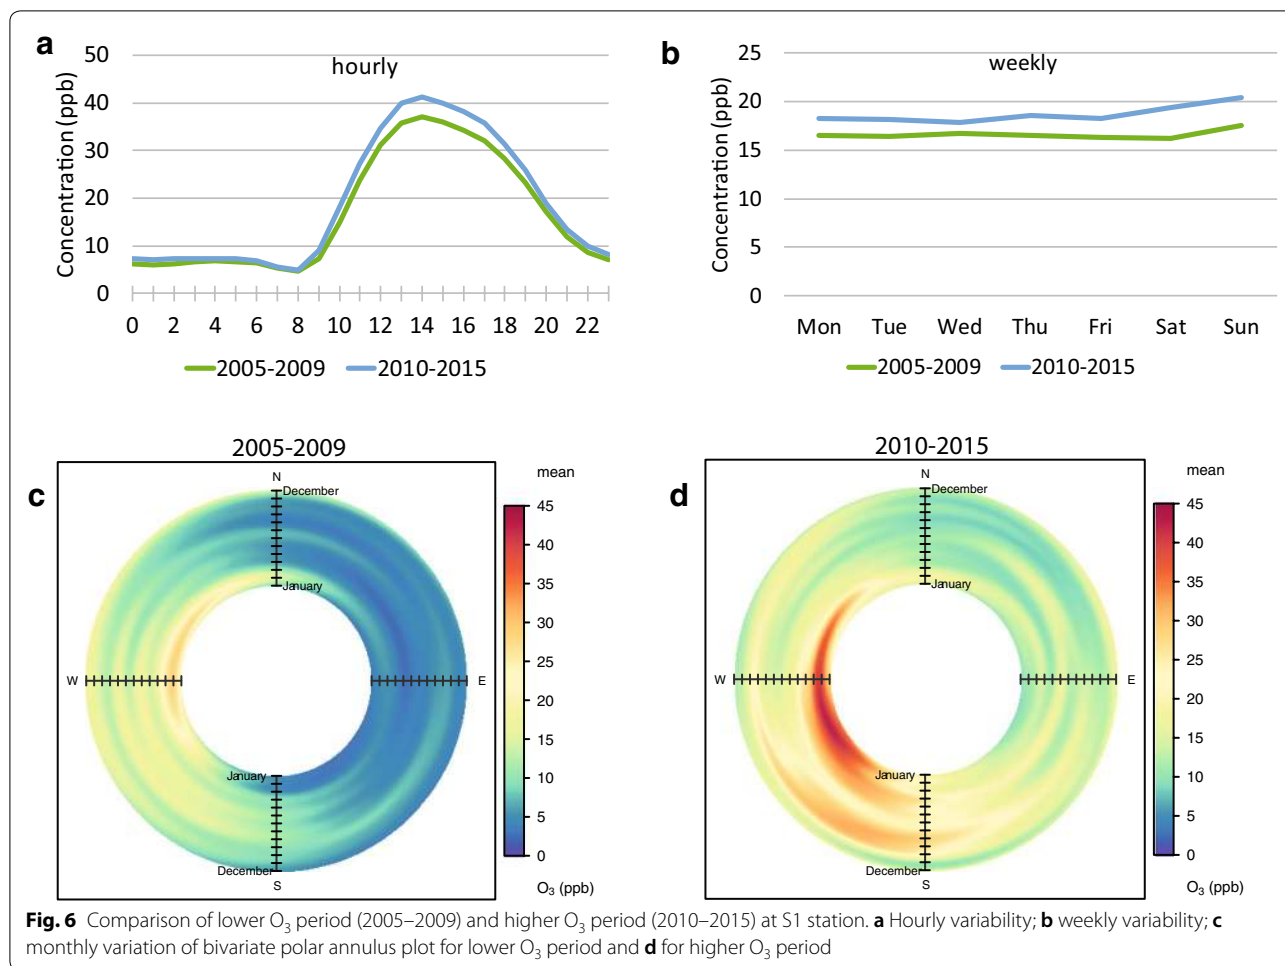 a
hourly
Concentration (ppb)
50
40
30
20
10
0
0 2 4 6 8 10 12 14 16 18 20 22
2005-2009 2010-2015
b
weekly
Concentration (ppb)
25
20
15
10
5
0
Mon Tue Wed Thu Fri Sat Sun
2005-2009 2010-2015
c
2005-2009
N
December
January
W
E
January
December
S
mean
45
40
35
30
25
20
15
10
5
0
O₃ (ppb)
d
2010-2015
N
December
January
W
E
January
December
S
mean
45
40
35
30
25
20
15
10
5
0
O₃ (ppb)
Fig. 6 Comparison of lower O₃ period (2005–2009) and higher O₃ period (2010–2015) at S1 station. a Hourly variability; b weekly variability; c
monthly variation of bivariate polar annulus plot for lower O₃ period and d for higher O₃ period